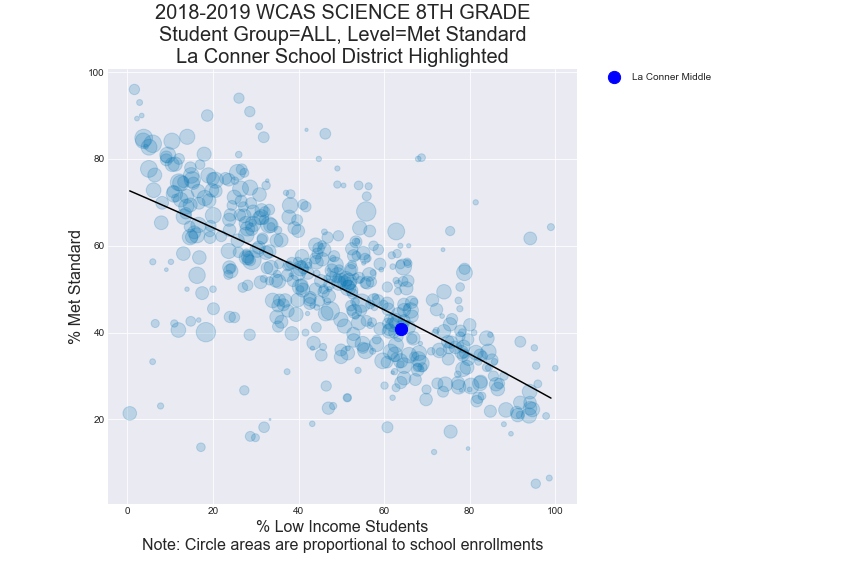 2018-2019 WCAS SCIENCE 8TH GRADE
Student Group=ALL, Level=Met Standard
La Conner School District Highlighted
La Conner Middle
% Met Standard
100
80
60
40
20
0 20 40 60 80 100
% Low Income Students
Note: Circle areas are proportional to school enrollments